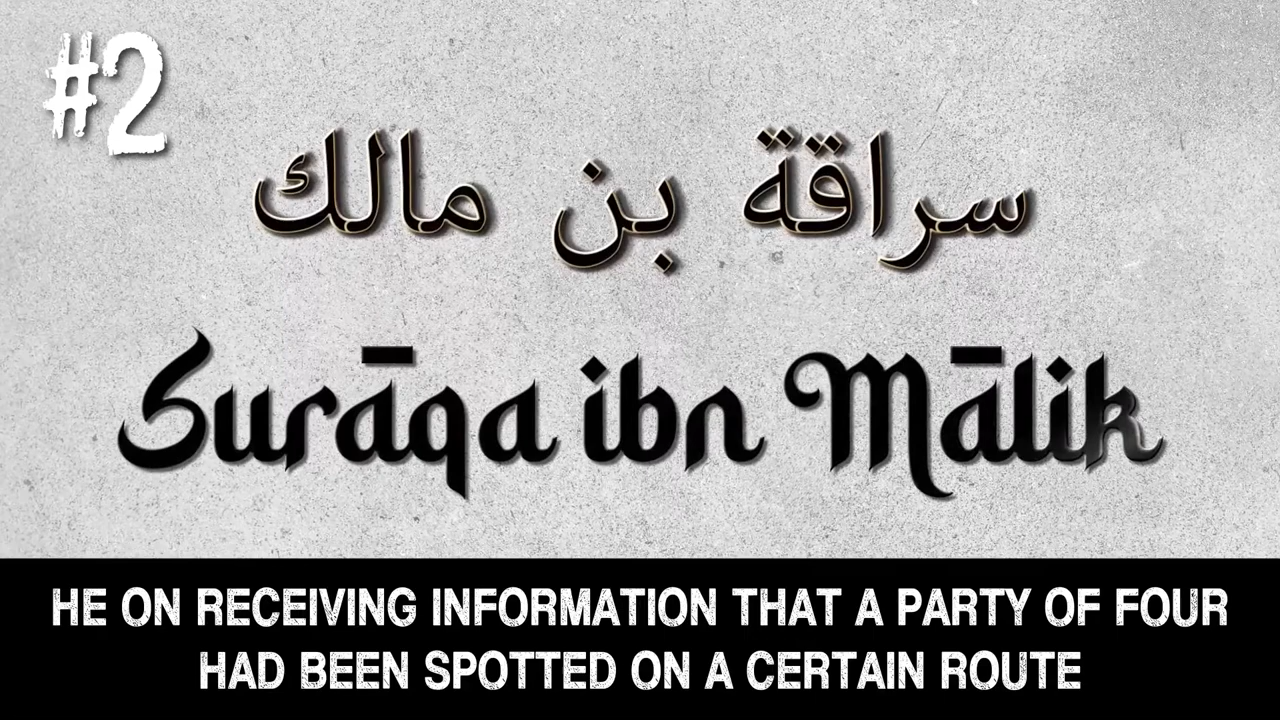 #2
سراقة بن مالك
Surāqa ibn Mālik
HE ON RECEIVING INFORMATION THAT A PARTY OF FOUR
HAD BEEN SPOTTED ON A CERTAIN ROUTE